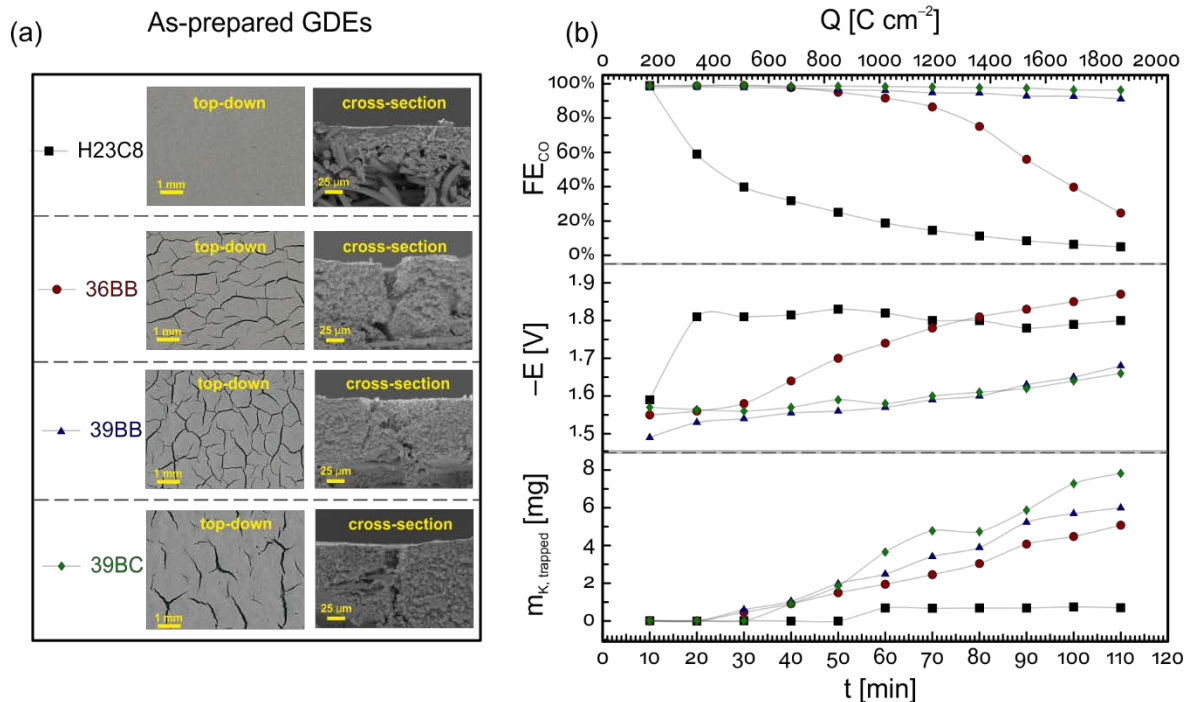 (a)
As-prepared GDEs
H23C8
top-down
1 mm
cross-section
25 µm
36BB
top-down
1 mm
cross-section
25 µm
39BB
top-down
1 mm
cross-section
25 µm
39BC
top-down
1 mm
cross-section
25 µm
(b)
Q [C cm⁻²]
0 200 400 600 800 1000 1200 1400 1600 1800 2000
FE_CO
100%
80%
60%
40%
20%
0%
–E [V]
1.9
1.8
1.7
1.6
1.5
m_K, trapped [mg]
8
6
4
2
0
0 10 20 30 40 50 60 70 80 90 100 110 120
t [min]